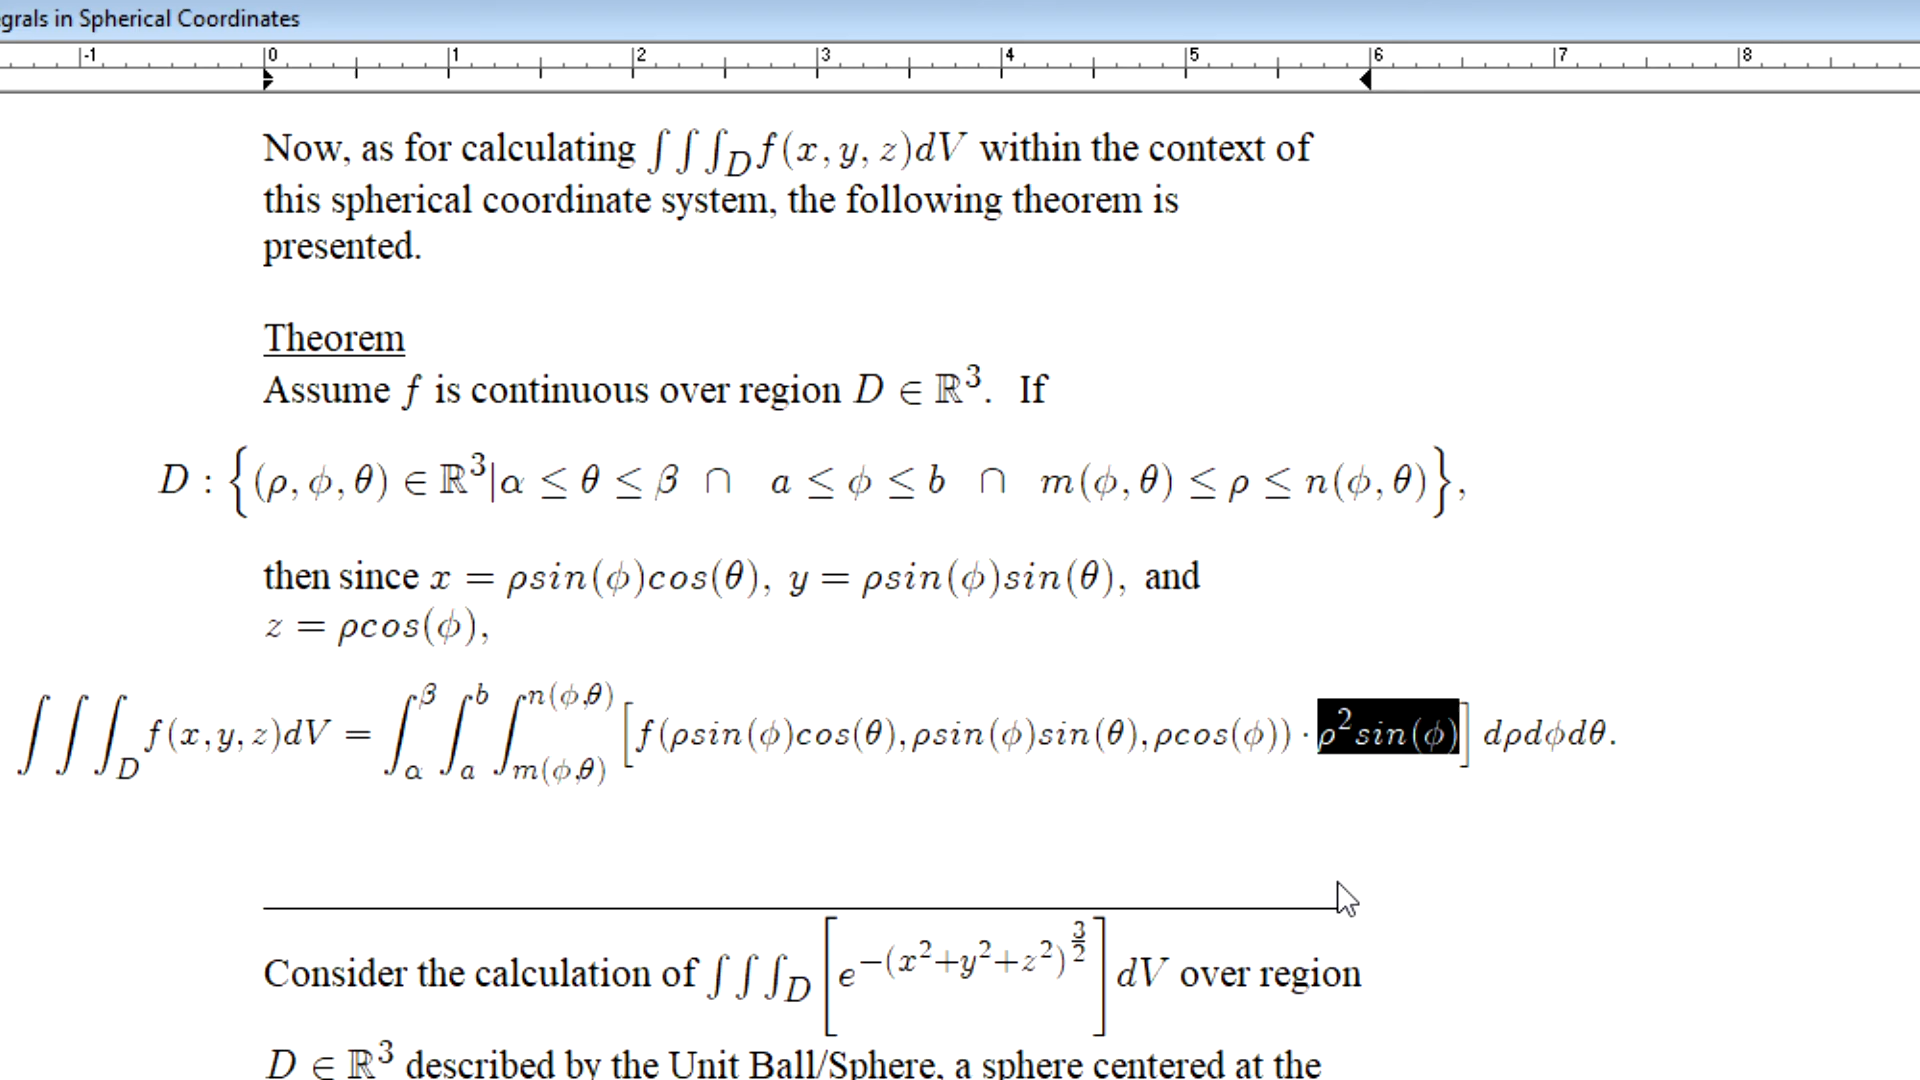 grals in Spherical Coordinates
-1 0 1 2 3 4 5 6 7 8
Now, as for calculating ∫∫∫_D f(x, y, z)dV within the context of
this spherical coordinate system, the following theorem is
presented.
Theorem
Assume f is continuous over region D ∈ ℝ³. If
D : {(ρ, ϕ, θ) ∈ ℝ³|α ≤ θ ≤ β ∩ a ≤ ϕ ≤ b ∩ m(ϕ, θ) ≤ ρ ≤ n(ϕ, θ)},
then since x = ρsin(ϕ)cos(θ), y = ρsin(ϕ)sin(θ), and
z = ρcos(ϕ),
∫∫∫_D f(x,y,z)dV = ∫_α^β ∫_a^b ∫_{m(ϕ,θ)}^{n(ϕ,θ)} [f(ρsin(ϕ)cos(θ),ρsin(ϕ)sin(θ),ρcos(ϕ)) · ρ²sin(ϕ)] dρdϕdθ.
Consider the calculation of ∫∫∫_D [e^{−(x²+y²+z²)^{3/2}}] dV over region
D ∈ ℝ³ described by the Unit Ball/Sphere, a sphere centered at the